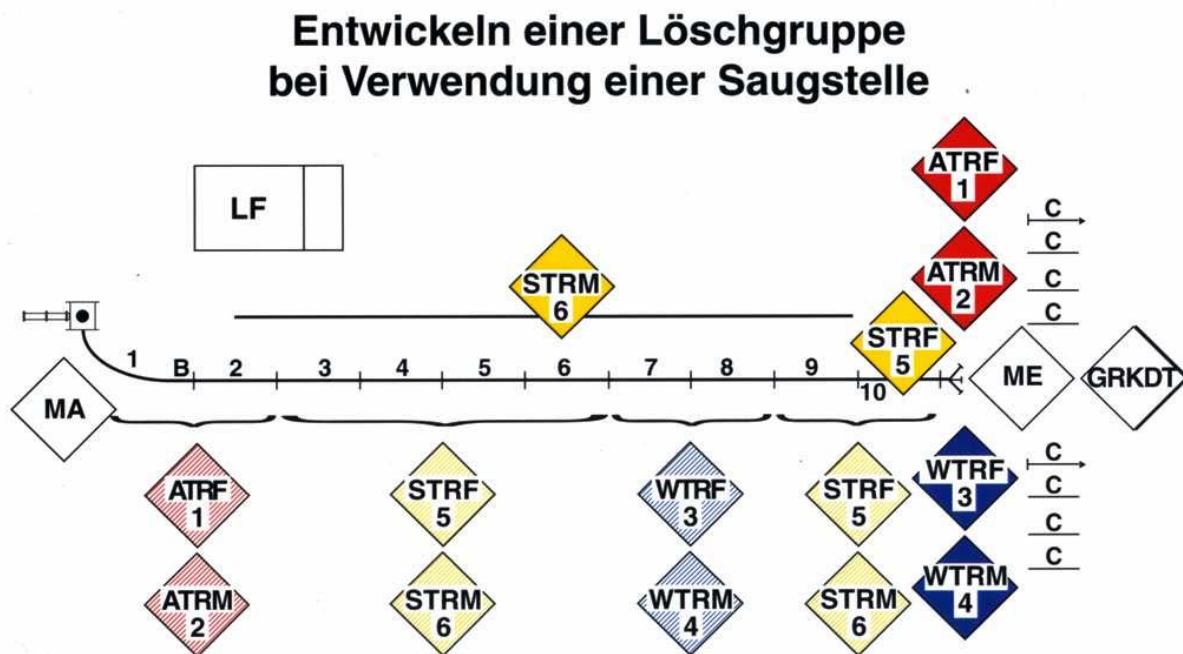 Entwickeln einer Löschgruppe
bei Verwendung einer Saugstelle
LF
ATRF
1
C
C
ATRM
2
C
C
STRM
6
STRF
5
1
B
2
3
4
5
6
7
8
9
10
MA
ME
GRKDT
ATRF
1
STRF
5
WTRF
3
STRF
5
WTRF
3
C
C
ATRM
2
STRM
6
WTRM
4
STRM
6
WTRM
4
C
C